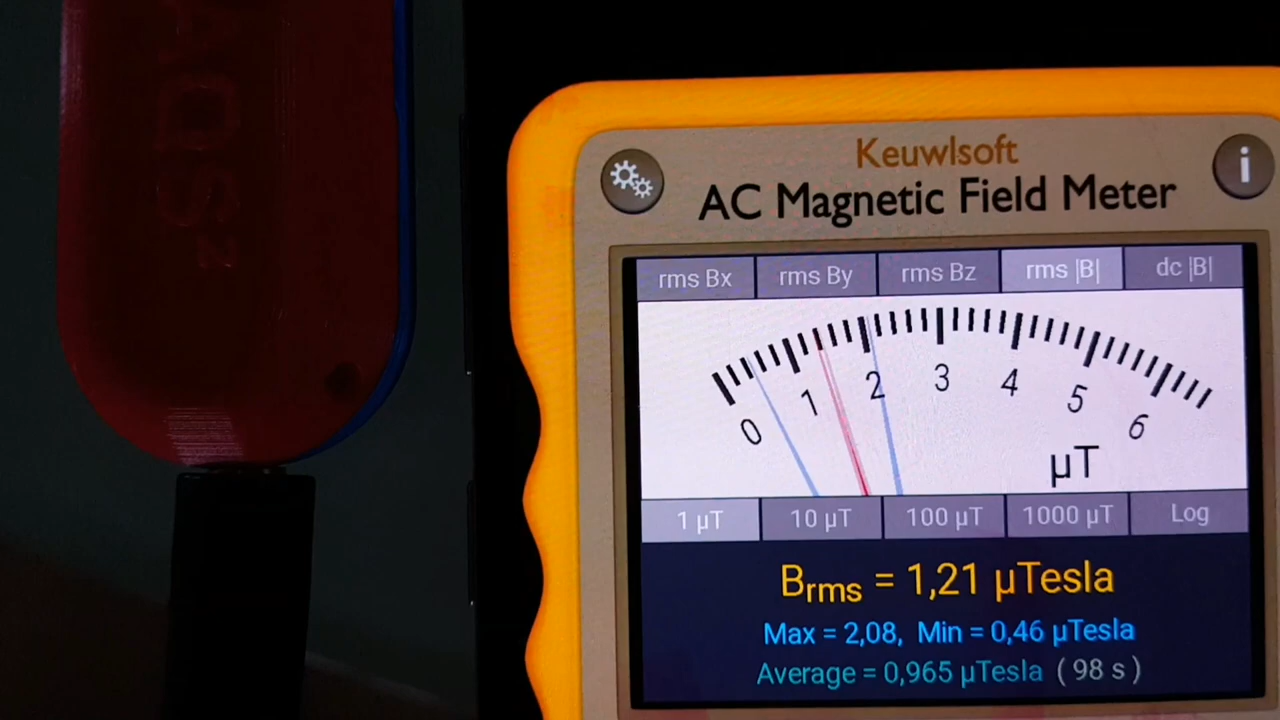 Keuwlsoft
i
AC Magnetic Field Meter
rms Bx rms By rms Bz rms |B| dc |B|
0 1 2 3 4 5 6
µT
1 µT 10 µT 100 µT 1000 µT Log
Brms = 1,21 µTesla
Max = 2,08, Min = 0,46 µTesla
Average = 0,965 µTesla ( 98 s )